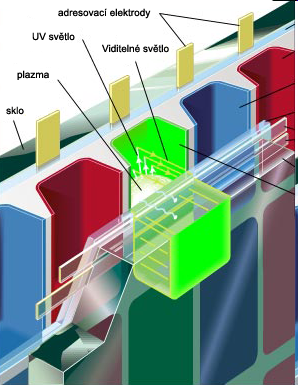 adresovací elektrody
UV světlo
Viditelné světlo
plazma
sklo